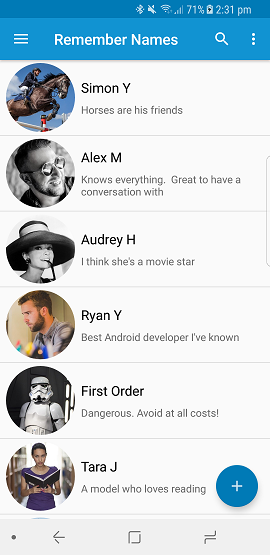 71% 2:31 pm
Remember Names
Simon Y
Horses are his friends
Alex M
Knows everything.  Great to have a
conversation with
Audrey H
I think she's a movie star
Ryan Y
Best Android developer I've known
First Order
Dangerous. Avoid at all costs!
Tara J
A model who loves reading